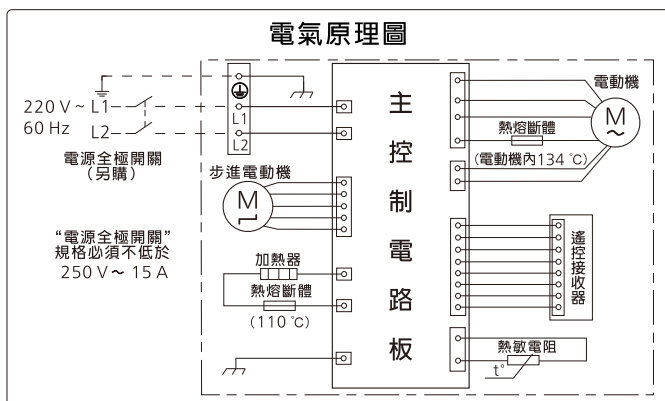 電氣原理圖
220 V~ L1
60 Hz L2
電源全極開關
(另購)
“電源全極開關”
規格必須不低於
250 V～ 15 A
L1
L2
步進電動機
M
加熱器
熱熔斷體
(110 ℃)
主
控
制
電
路
板
電動機
M
~
熱熔斷體
(電動機內134 ℃)
遙控接收器
熱敏電阻
t°